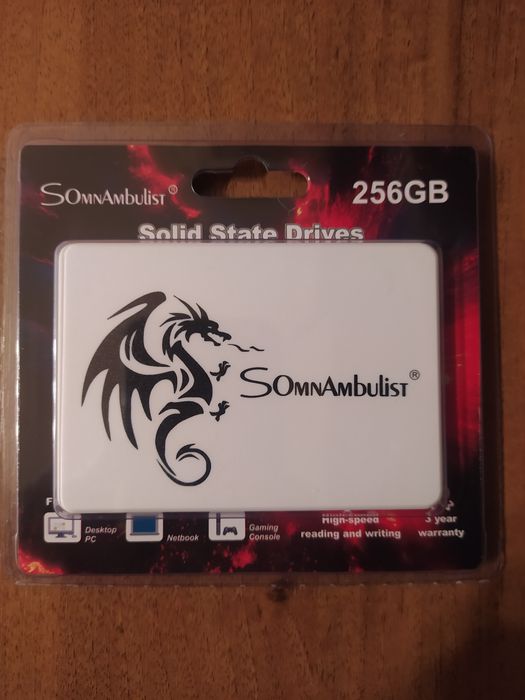 SOMNAMBULIST®
256GB
Solid State Drives
SOMNAMBULIST®
Desktop
PC
Netbook
Gaming
Console
High-speed
reading and writing
3 year
warranty